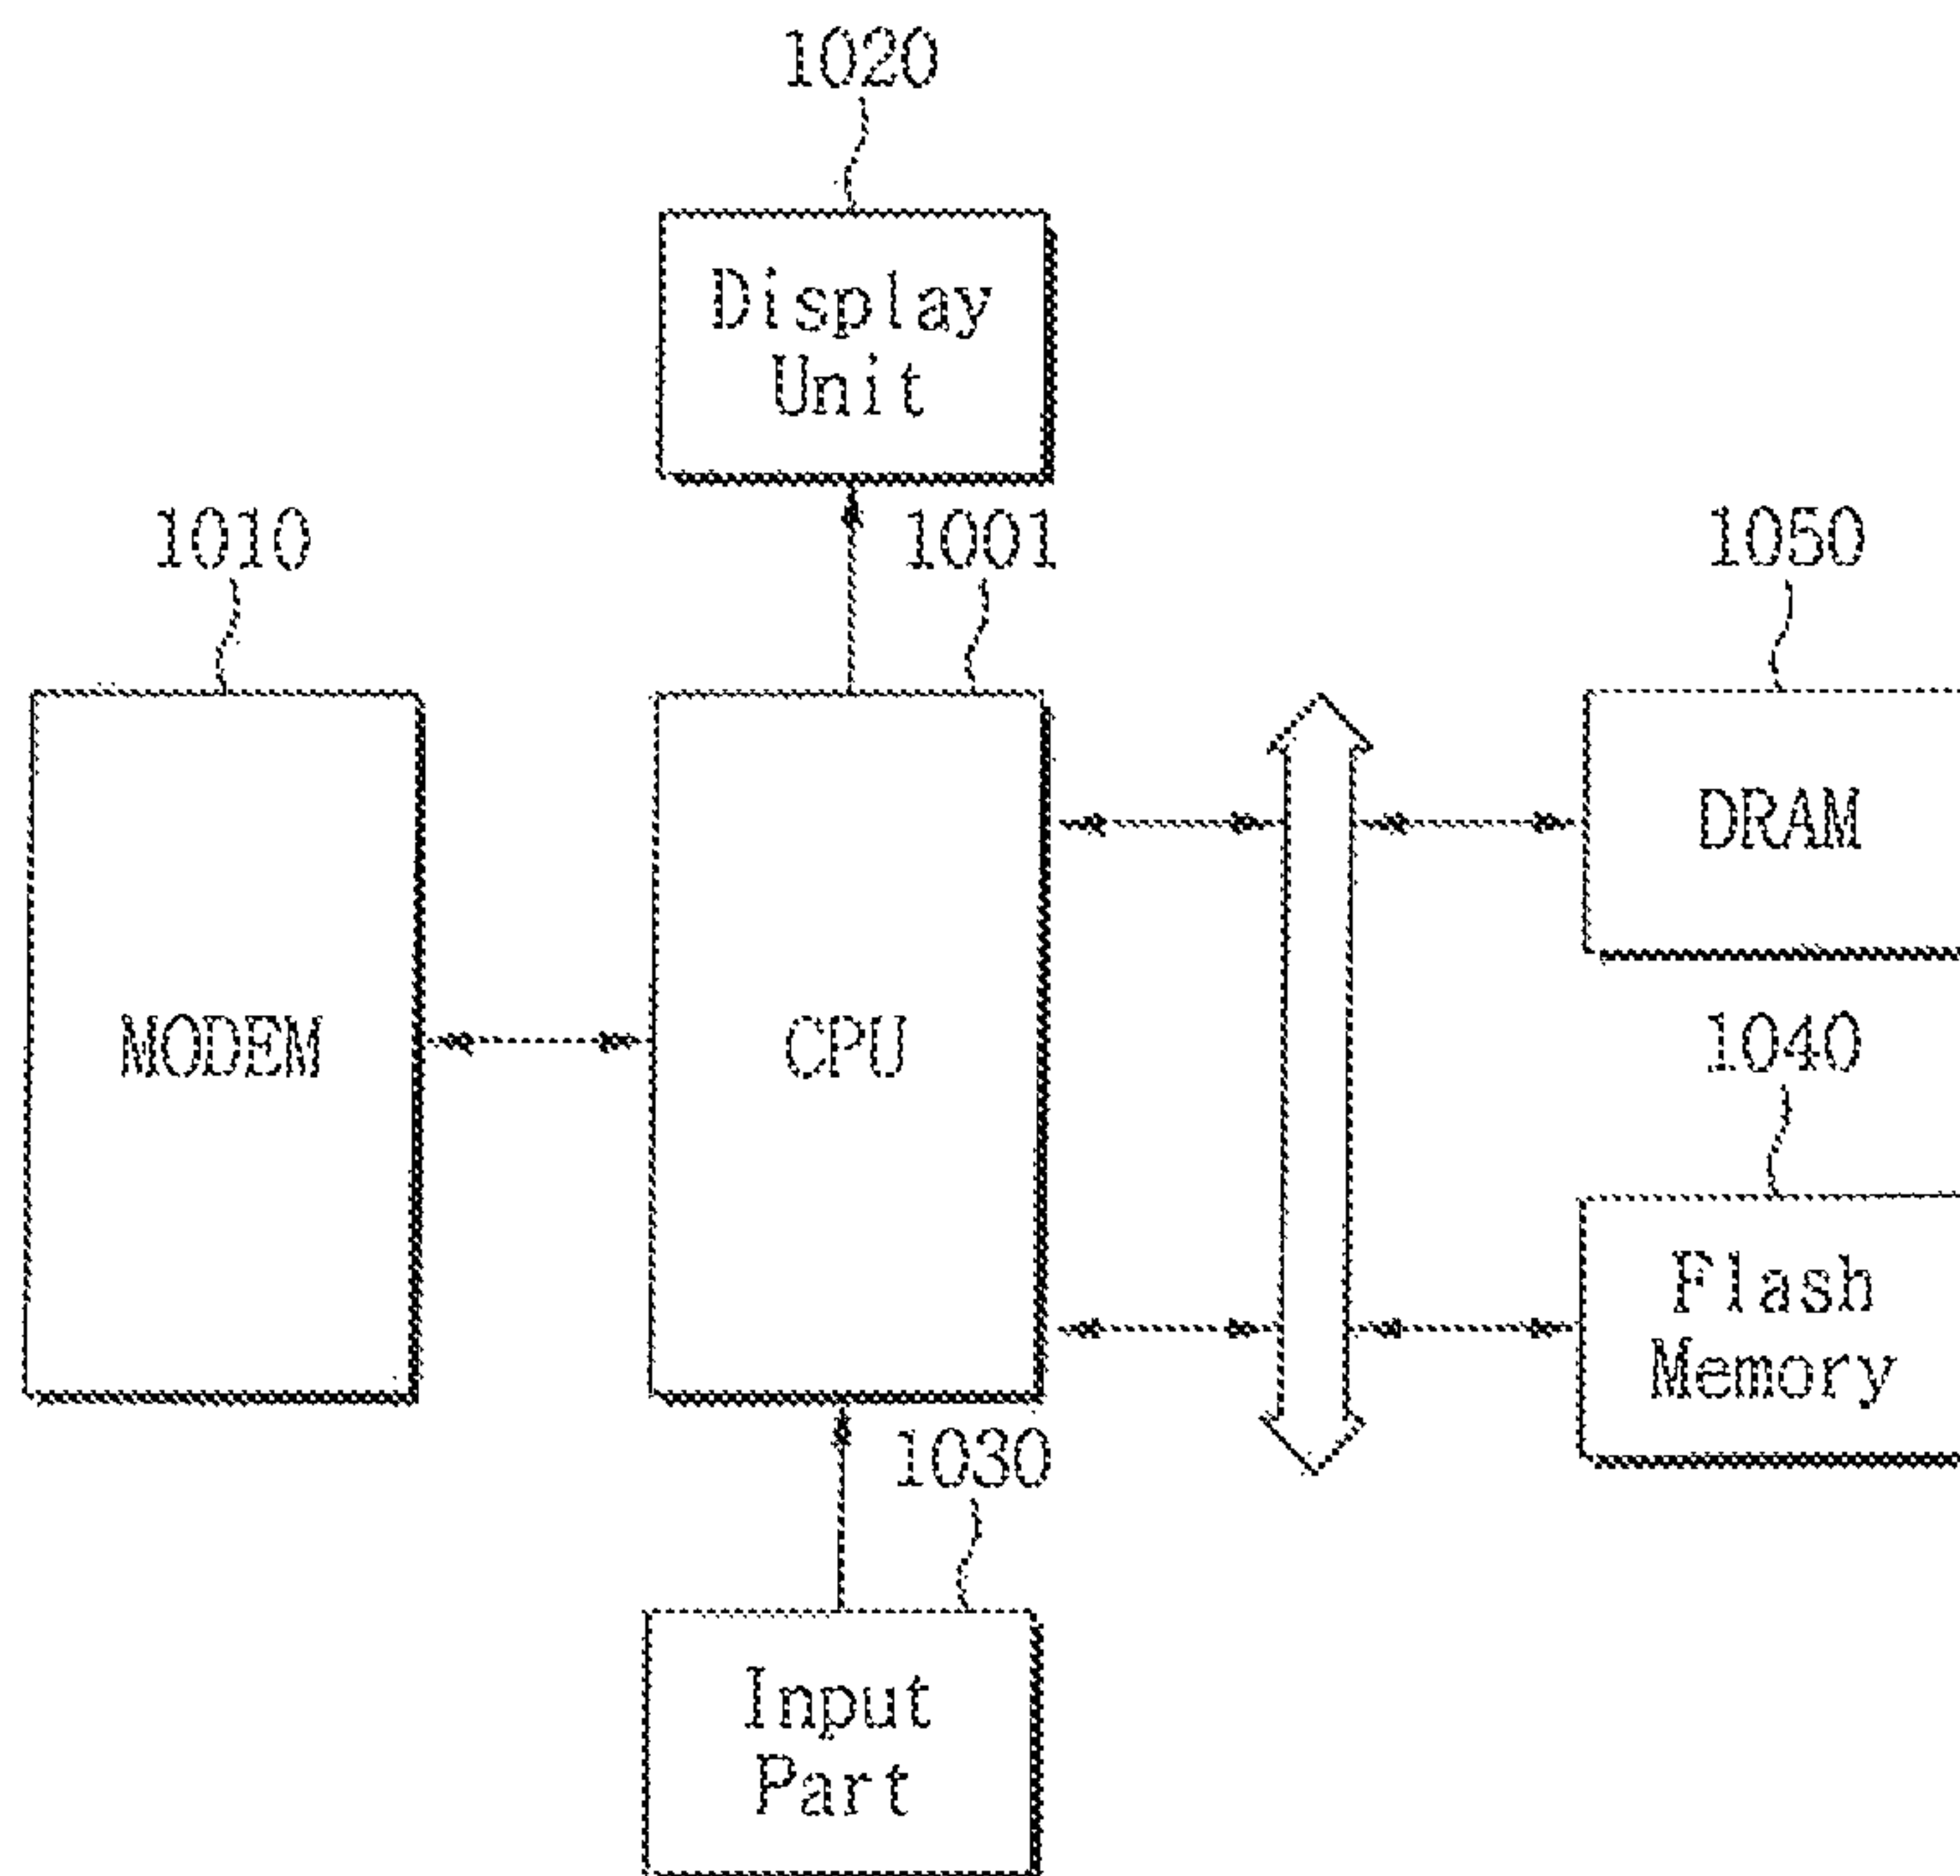 1020
Display
Unit
1010
1001
1050
MODEM
CPU
DRAM
1040
Flash
Memory
1030
Input
Part